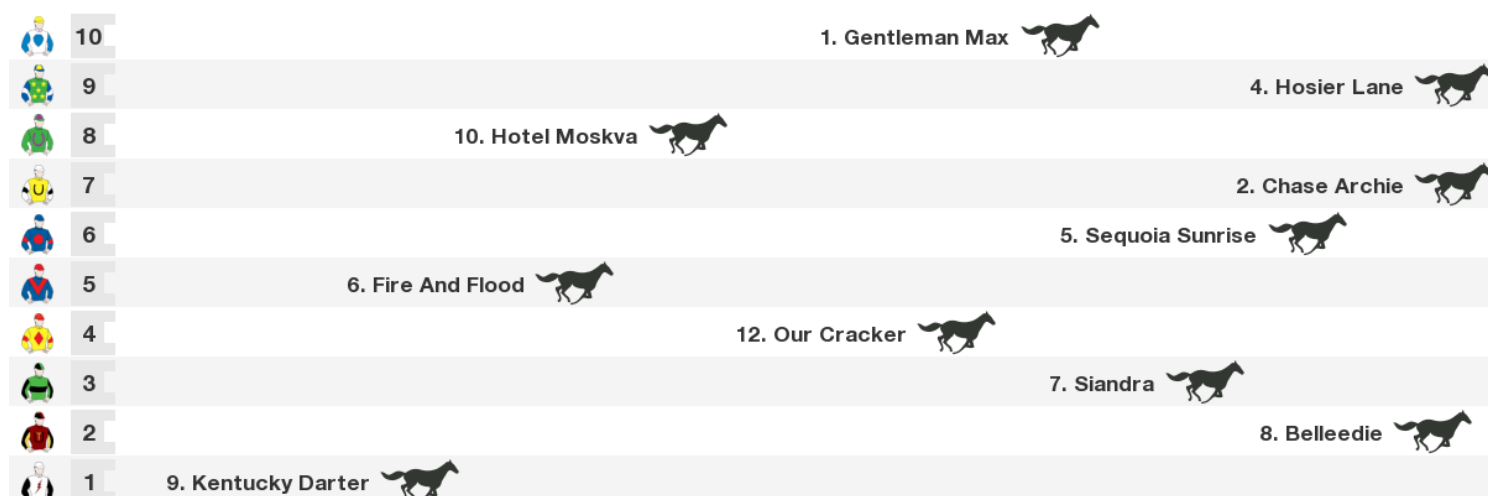 10 1. Gentleman Max
9 4. Hosier Lane
8 10. Hotel Moskva
7 2. Chase Archie
6 5. Sequoia Sunrise
5 6. Fire And Flood
4 12. Our Cracker
3 7. Siandra
2 8. Belleedie
1 9. Kentucky Darter